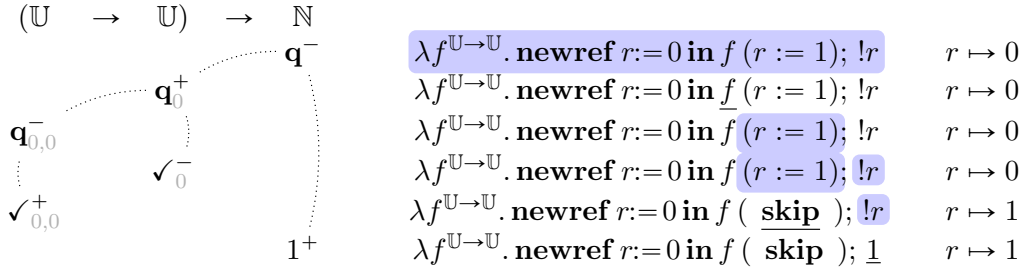 (𝕌 → 𝕌) → ℕ
q⁻ λf^{𝕌→𝕌}. newref r:=0 in f (r := 1); !r r ↦ 0
q⁺₀ λf^{𝕌→𝕌}. newref r:=0 in f (r := 1); !r r ↦ 0
q⁻₀,₀ λf^{𝕌→𝕌}. newref r:=0 in f (r := 1); !r r ↦ 0
✓⁻₀ λf^{𝕌→𝕌}. newref r:=0 in f (r := 1); !r r ↦ 0
✓⁺₀,₀ λf^{𝕌→𝕌}. newref r:=0 in f ( skip ); !r r ↦ 1
1⁺ λf^{𝕌→𝕌}. newref r:=0 in f ( skip ); 1 r ↦ 1